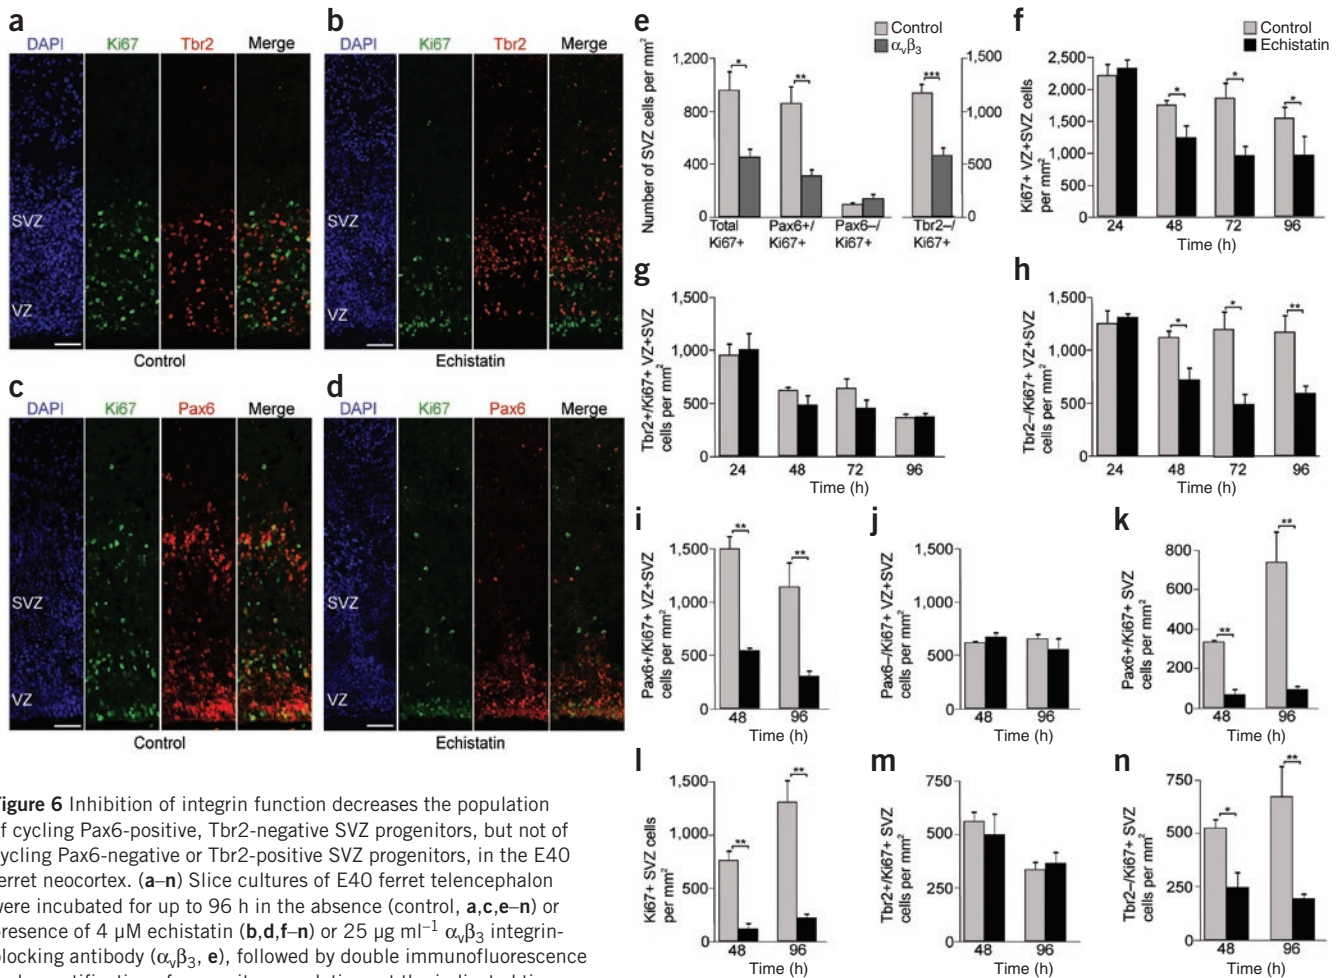 a
DAPI Ki67 Tbr2 Merge
SVZ
VZ
Control
b
DAPI Ki67 Tbr2 Merge
Echistatin
c
DAPI Ki67 Pax6 Merge
SVZ
VZ
Control
d
DAPI Ki67 Pax6 Merge
Echistatin
e
Control
αvβ3
Number of SVZ cells per mm²
1,200
800
400
0
1,500
1,000
500
0
* ** ***
Total Pax6+/ Pax6–/ Tbr2–/
Ki67+ Ki67+ Ki67+ Ki67+
f
Control
Echistatin
Ki67+ VZ+SVZ cells
per mm²
2,500
2,000
1,500
1,000
500
0
* * *
24 48 72 96
Time (h)
g
Tbr2+/Ki67+ VZ+SVZ
cells per mm²
1,500
1,000
500
0
24 48 72 96
Time (h)
h
Tbr2–/Ki67+ VZ+SVZ
cells per mm²
1,500
1,000
500
0
* * **
24 48 72 96
Time (h)
i
Pax6+/Ki67+ VZ+SVZ
cells per mm²
1,500
1,000
500
0
** **
48 96
Time (h)
j
Pax6–/Ki67+ VZ+SVZ
cells per mm²
1,500
1,000
500
0
48 96
Time (h)
k
Pax6+/Ki67+ SVZ
cells per mm²
800
600
400
200
0
** **
48 96
Time (h)
l
Ki67+ SVZ cells
per mm²
1,500
1,000
500
0
** **
48 96
Time (h)
m
Tbr2+/Ki67+ SVZ
cells per mm²
750
500
250
0
48 96
Time (h)
n
Tbr2–/Ki67+ SVZ
cells per mm²
750
500
250
0
* **
48 96
Time (h)
Figure 6 Inhibition of integrin function decreases the population
of cycling Pax6-positive, Tbr2-negative SVZ progenitors, but not of
cycling Pax6-negative or Tbr2-positive SVZ progenitors, in the E40
ferret neocortex. (a–n) Slice cultures of E40 ferret telencephalon
were incubated for up to 96 h in the absence (control, a,c,e–n) or
presence of 4 µM echistatin (b,d,f–n) or 25 µg ml⁻¹ αvβ3 integrin-
blocking antibody (αvβ3, e), followed by double immunofluorescence